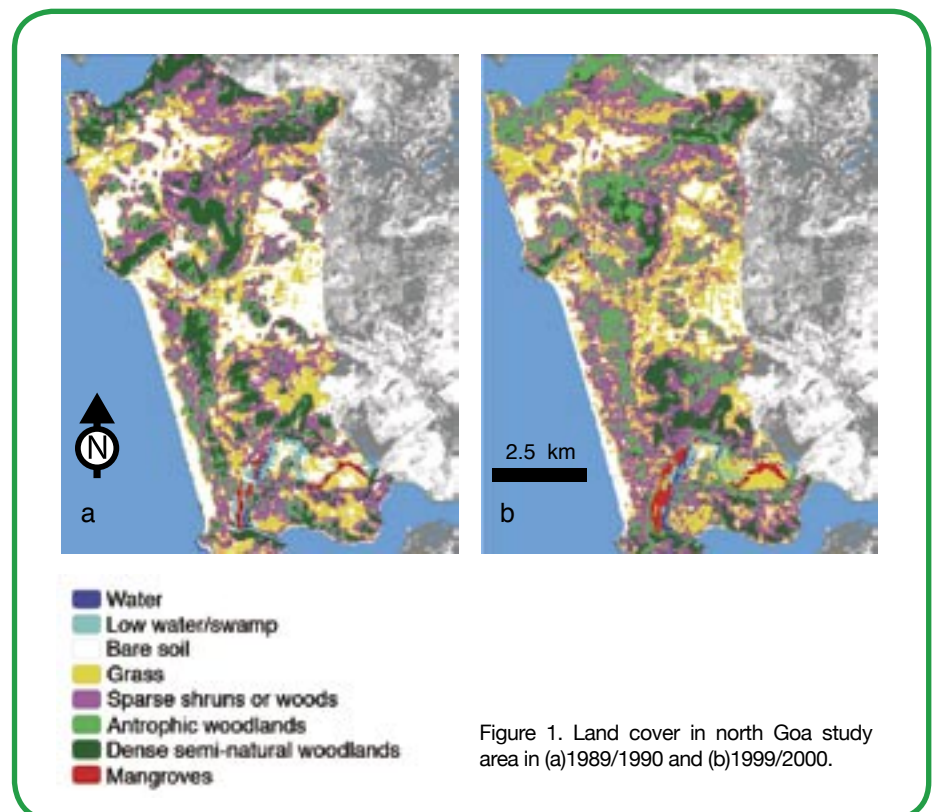 N
a
2.5 km
b
Water
Low water/swamp
Bare soil
Grass
Sparse shruns or woods
Antrophic woodlands
Dense semi-natural woodlands
Mangroves
Figure 1. Land cover in north Goa study
area in (a)1989/1990 and (b)1999/2000.